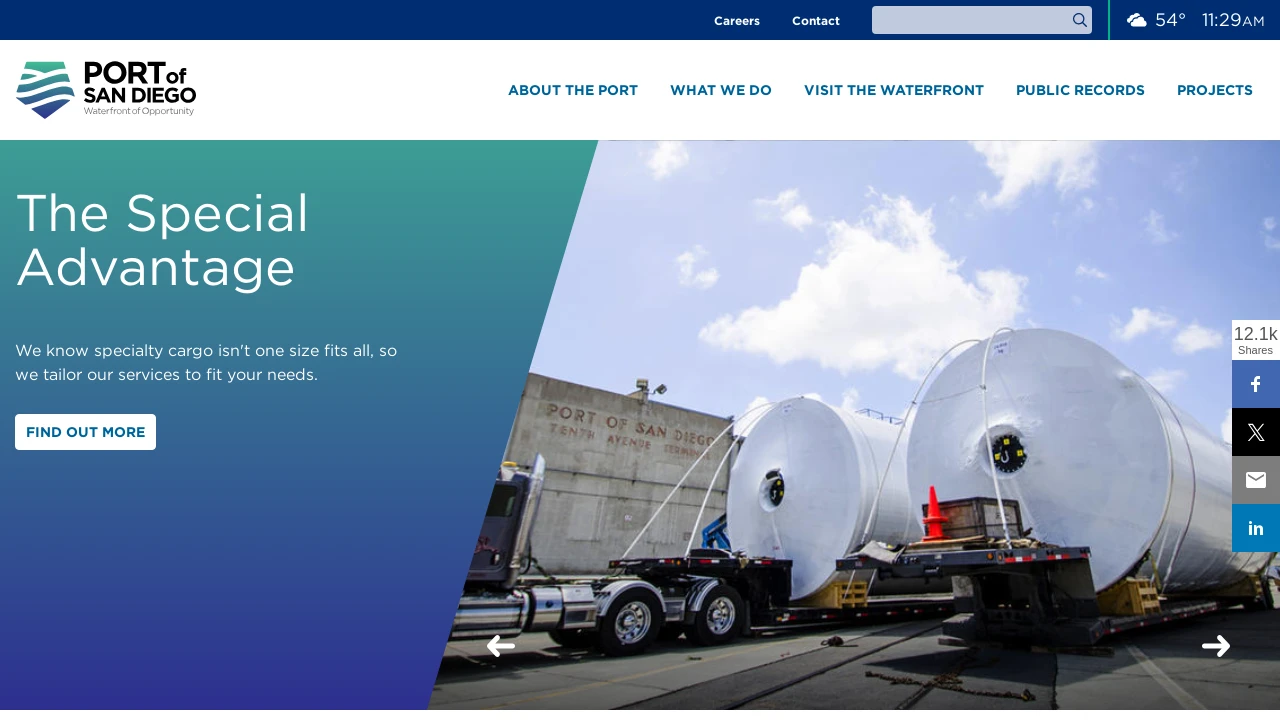 Careers
Contact
54°
11:29AM
PORT of
SAN DIEGO
Waterfront of Opportunity
ABOUT THE PORT
WHAT WE DO
VISIT THE WATERFRONT
PUBLIC RECORDS
PROJECTS
The Special
Advantage
We know specialty cargo isn't one size fits all, so
we tailor our services to fit your needs.
FIND OUT MORE
PORT OF SAN DIEGO
TENTH AVENUE TERMINAL
12.1k
Shares